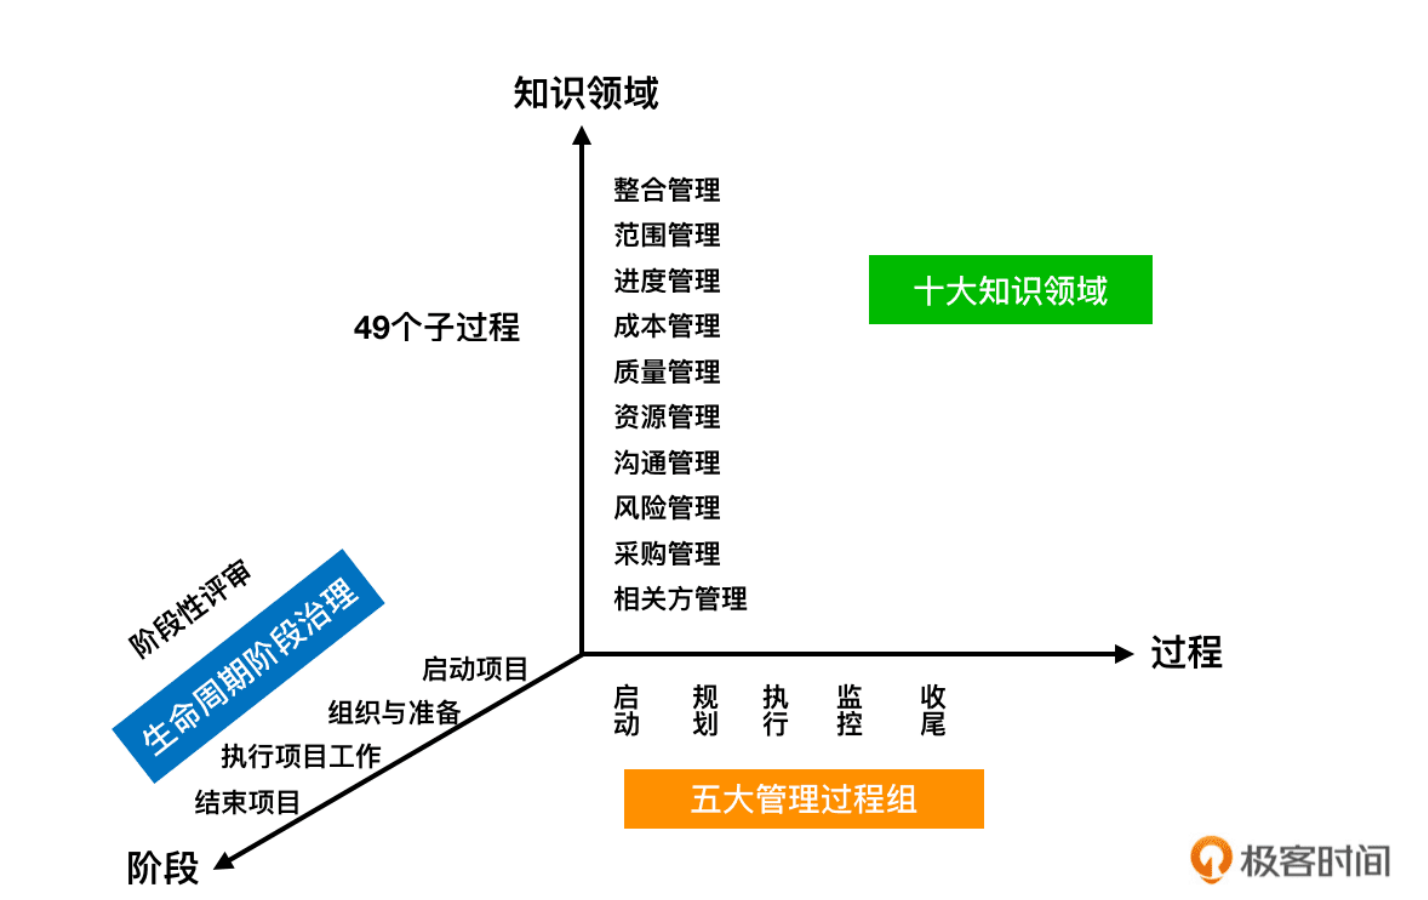 知识领域
整合管理
范围管理
进度管理
成本管理
质量管理
资源管理
沟通管理
风险管理
采购管理
相关方管理
十大知识领域
49个子过程
阶段性评审
生命周期阶段治理
启动项目
组织与准备
执行项目工作
结束项目
阶段
过程
启动
规划
执行
监控
收尾
五大管理过程组
极客时间